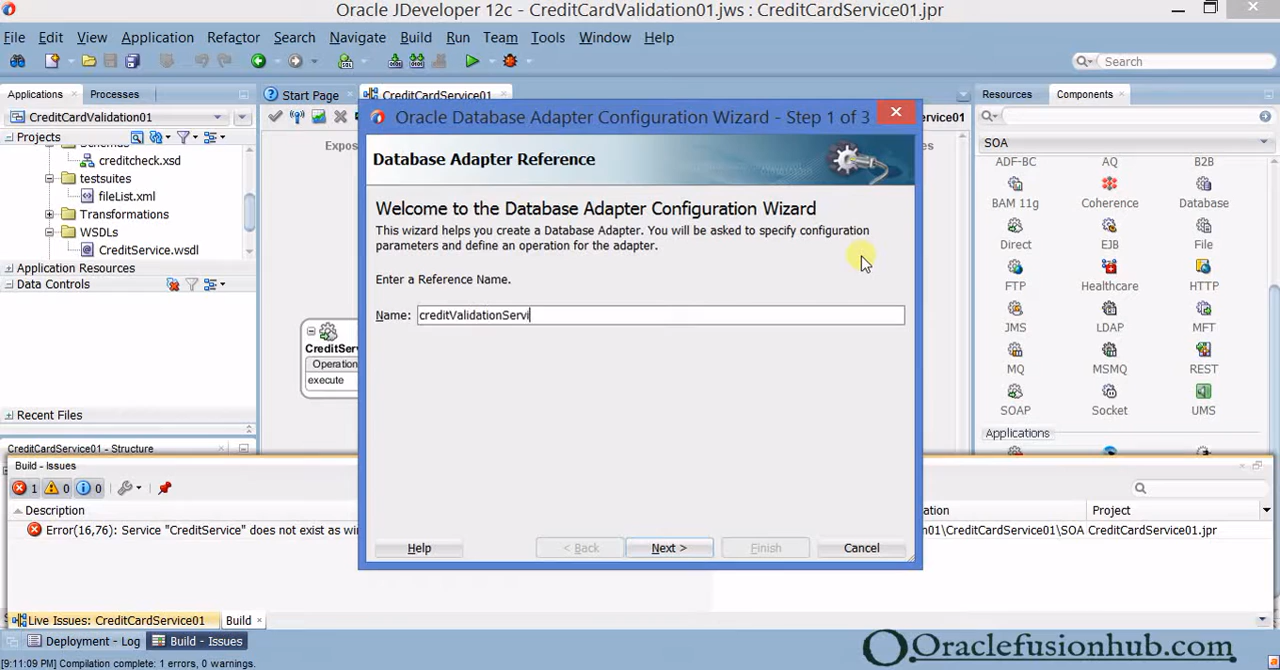 Oracle JDeveloper 12c - CreditCardValidation01.jws : CreditCardService01.jpr
File Edit View Application Refactor Search Navigate Build Run Team Tools Window Help
Search
Applications Processes
Start Page CreditCardService01
Resources Components
CreditCardValidation01
Projects
creditcheck.xsd
testsuites
fileList.xml
Transformations
WSDLs
CreditService.wsdl
Application Resources
Data Controls
Recent Files
CreditCardService01 - Structure
Operation
execute
Oracle Database Adapter Configuration Wizard - Step 1 of 3
Database Adapter Reference
Welcome to the Database Adapter Configuration Wizard
This wizard helps you create a Database Adapter. You will be asked to specify configuration
parameters and define an operation for the adapter.
Enter a Reference Name.
Name: creditValidationServi
Help < Back Next > Finish Cancel
SOA
ADF-BC AQ B2B
BAM 11g Coherence Database
Direct EJB File
FTP Healthcare HTTP
JMS LDAP MFT
MQ MSMQ REST
SOAP Socket UMS
Applications
Build - Issues
1 0 0
Description Project
Error(16,76): Service "CreditService" does not exist as wi
01\CreditCardService01\SOA CreditCardService01.jpr
Live Issues: CreditCardService01 Build
Deployment - Log Build - Issues
[9:11:09 PM] Compilation complete: 1 errors, 0 warnings.
Oraclefusionhub.com